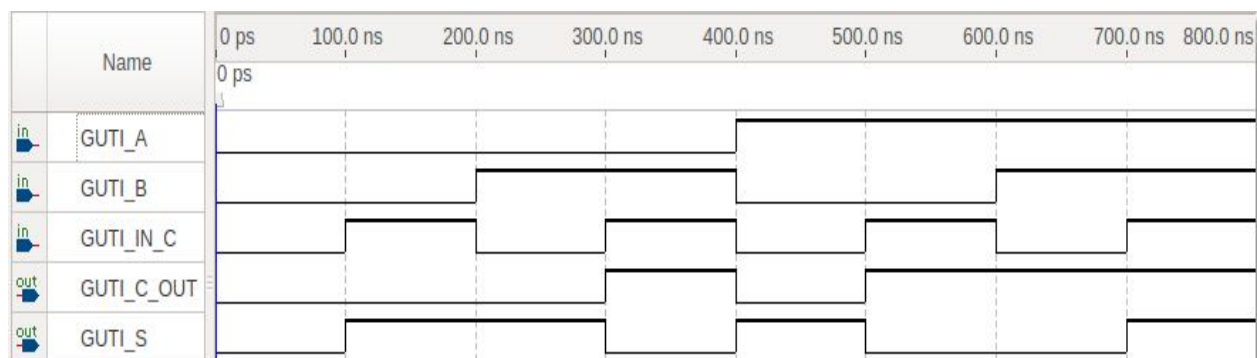 Name
0 ps 100.0 ns 200.0 ns 300.0 ns 400.0 ns 500.0 ns 600.0 ns 700.0 ns 800.0 ns
0 ps
in GUTI_A
in GUTI_B
in GUTI_IN_C
out GUTI_C_OUT
out GUTI_S